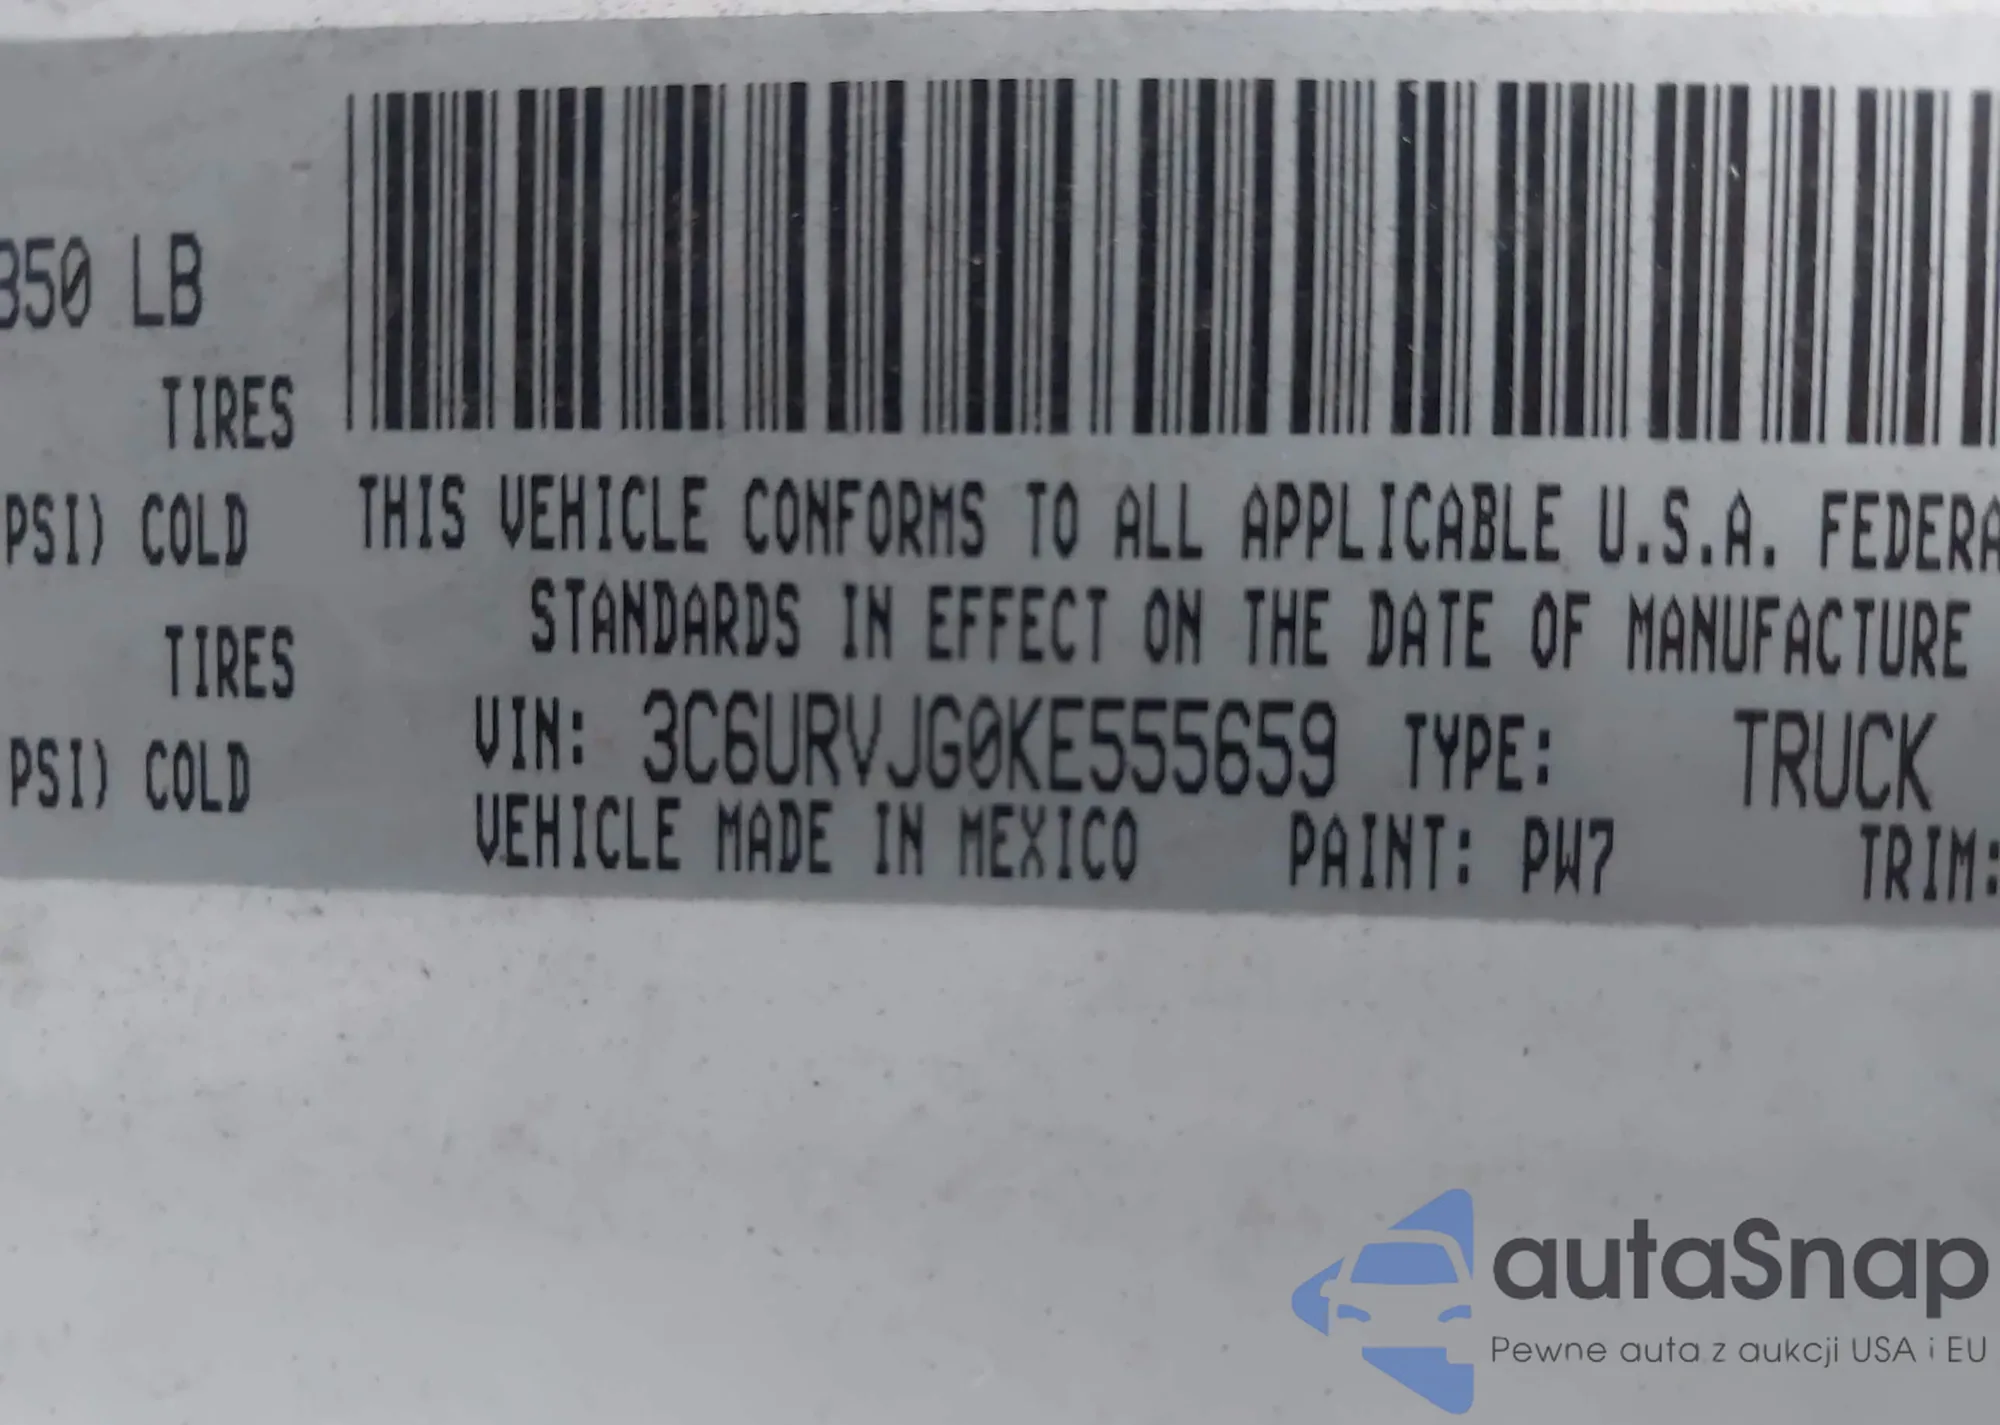 350 LB
TIRES
PSI) COLD
TIRES
PSI) COLD
THIS VEHICLE CONFORMS TO ALL APPLICABLE U.S.A. FEDERA
STANDARDS IN EFFECT ON THE DATE OF MANUFACTURE
VIN: 3C6URVJG0KE555659 TYPE: TRUCK
VEHICLE MADE IN MEXICO PAINT: PW7 TRIM:
autaSnap
Pewne auta z aukcji USA i EU